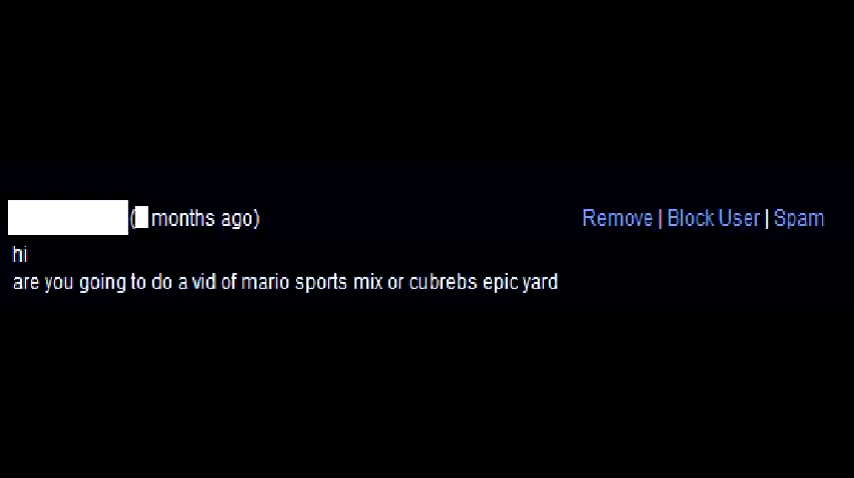 ( months ago) Remove | Block User | Spam
hi
are you going to do a vid of mario sports mix or cubrebs epic yard